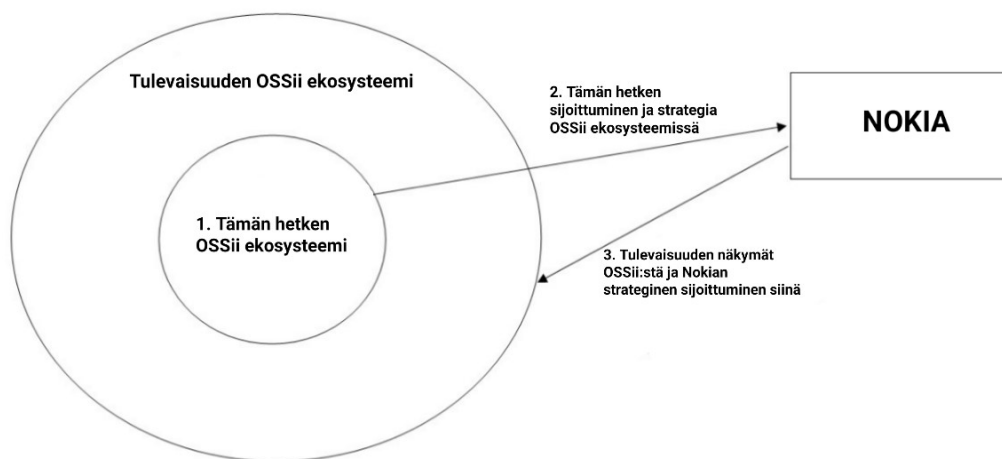 Tulevaisuuden OSSii ekosysteemi
2. Tämän hetken
sijoittuminen ja strategia
OSSii ekosysteemissä
NOKIA
1. Tämän hetken
OSSii ekosysteemi
3. Tulevaisuuden näkymät
OSSii:stä ja Nokian
strateginen sijoittuminen siinä